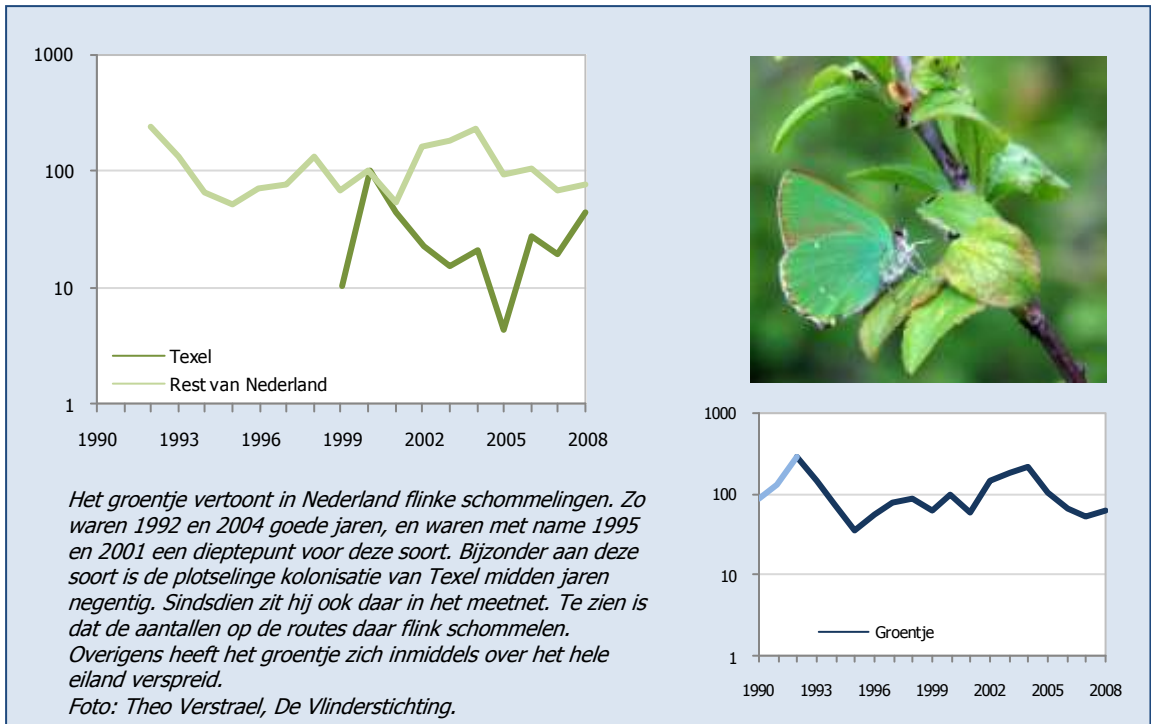 1000
100
10
1
Texel
Rest van Nederland
1990 1993 1996 1999 2002 2005 2008
Het groentje vertoont in Nederland flinke schommelingen. Zo
waren 1992 en 2004 goede jaren, en waren met name 1995
en 2001 een dieptepunt voor deze soort. Bijzonder aan deze
soort is de plotselinge kolonisatie van Texel midden jaren
negentig. Sindsdien zit hij ook daar in het meetnet. Te zien is
dat de aantallen op de routes daar flink schommelen.
Overigens heeft het groentje zich inmiddels over het hele
eiland verspreid.
Foto: Theo Verstrael, De Vlinderstichting.
1000
100
10
1
Groentje
1990 1993 1996 1999 2002 2005 2008